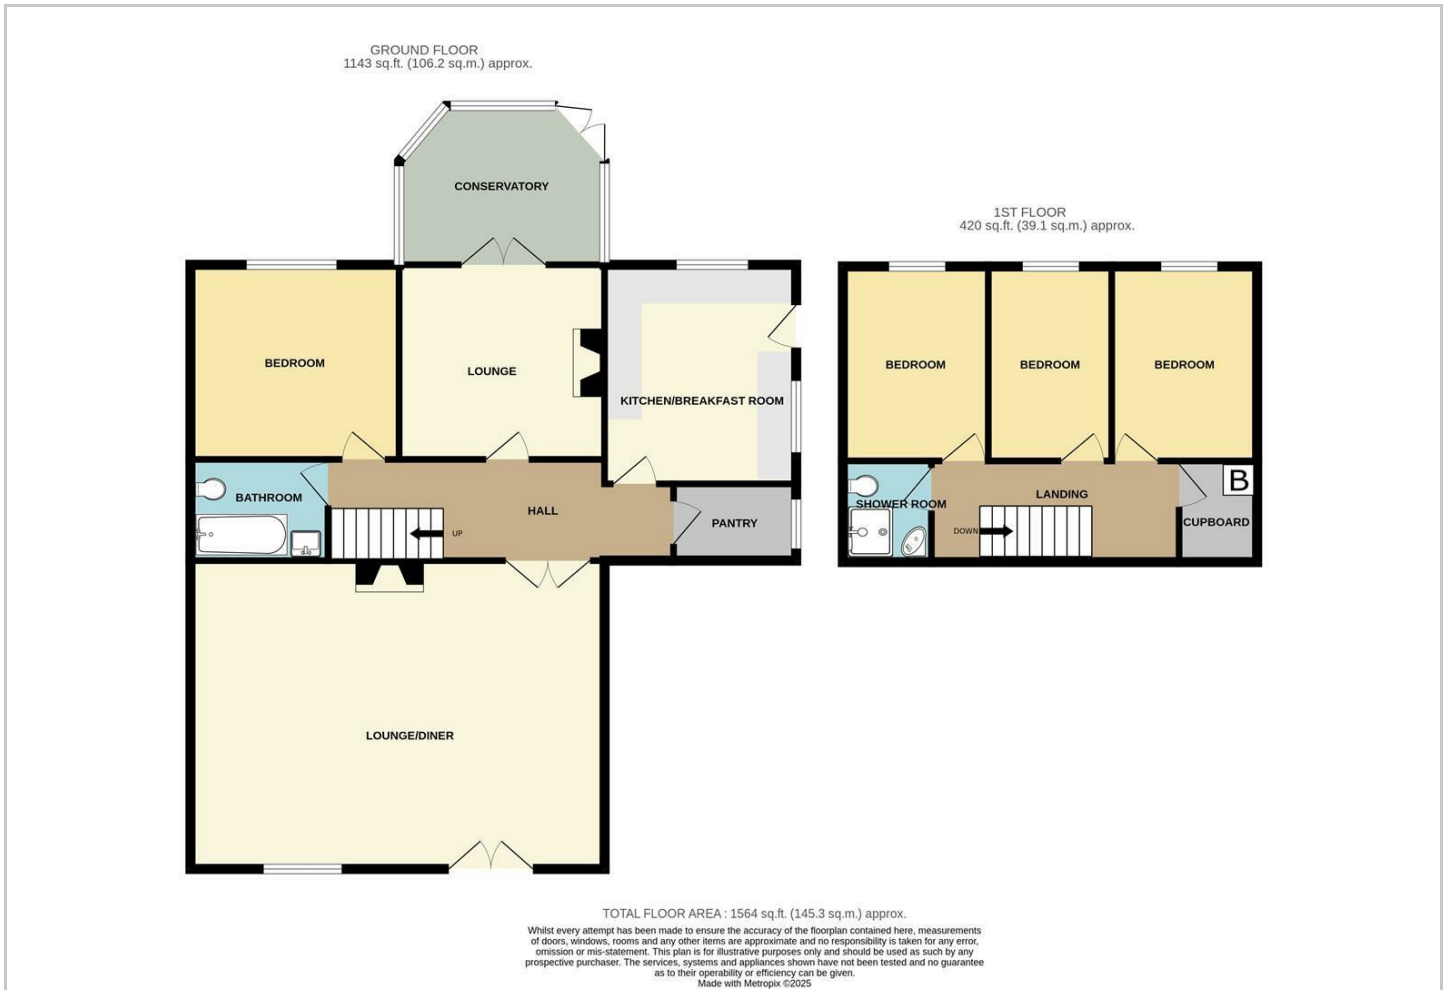 GROUND FLOOR
1143 sq.ft. (106.2 sq.m.) approx.
CONSERVATORY
BEDROOM
LOUNGE
KITCHEN/BREAKFAST ROOM
BATHROOM
HALL
UP
PANTRY
LOUNGE/DINER
1ST FLOOR
420 sq.ft. (39.1 sq.m.) approx.
BEDROOM
BEDROOM
BEDROOM
SHOWER ROOM
LANDING
DOWN
B
CUPBOARD
TOTAL FLOOR AREA : 1564 sq.ft. (145.3 sq.m.) approx.
Whilst every attempt has been made to ensure the accuracy of the floorplan contained here, measurements
of doors, windows, rooms and any other items are approximate and no responsibility is taken for any error,
omission or mis-statement. This plan is for illustrative purposes only and should be used as such by any
prospective purchaser. The services, systems and appliances shown have not been tested and no guarantee
as to their operability or efficiency can be given.
Made with Metropix ©2025